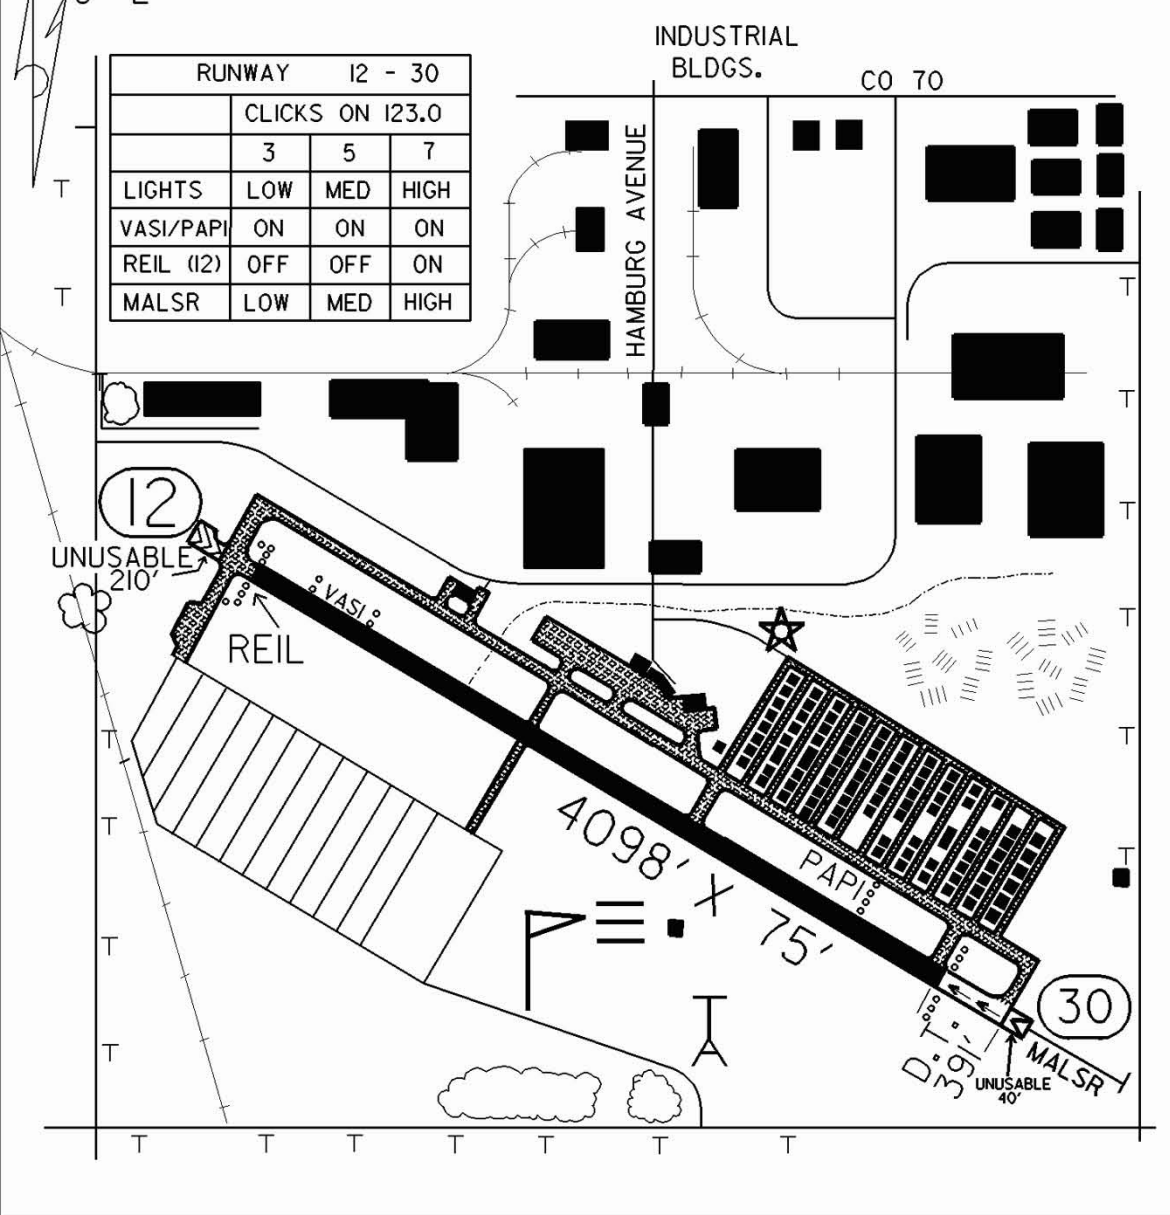 INDUSTRIAL
BLDGS.
CO 70
HAMBURG AVENUE
RUNWAY 12 - 30
CLICKS ON 123.0
3 5 7
LIGHTS LOW MED HIGH
VASI/PAPI ON ON ON
REIL (12) OFF OFF ON
MALSR LOW MED HIGH
12
UNUSABLE
210'
VASI
REIL
4098' X 75'
PAPI
30
D.T.
391'
MALSR
UNUSABLE
40'